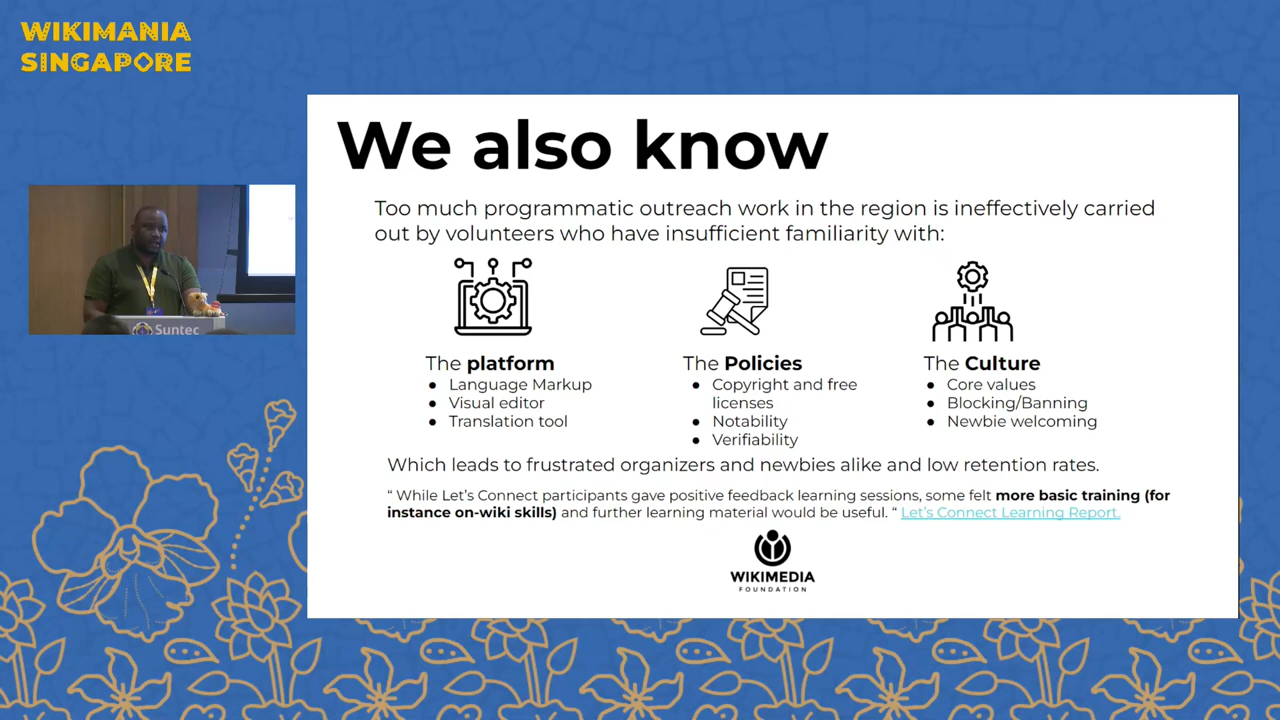 WIKIMANIA
SINGAPORE
We also know
Too much programmatic outreach work in the region is ineffectively carried
out by volunteers who have insufficient familiarity with:
The platform
● Language Markup
● Visual editor
● Translation tool
The Policies
● Copyright and free
licenses
● Notability
● Verifiability
The Culture
● Core values
● Blocking/Banning
● Newbie welcoming
Which leads to frustrated organizers and newbies alike and low retention rates.
“ While Let’s Connect participants gave positive feedback learning sessions, some felt more basic training (for
instance on-wiki skills) and further learning material would be useful. “ Let’s Connect Learning Report.
WIKIMEDIA
FOUNDATION
Suntec